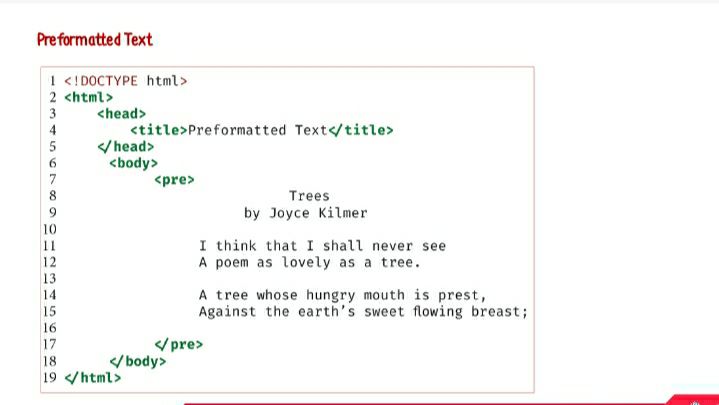 Preformatted Text
1 <!DOCTYPE html>
2 <html>
3     <head>
4         <title>Preformatted Text</title>
5     </head>
6      <body>
7           <pre>
8                           Trees
9                      by Joyce Kilmer
10
11                I think that I shall never see
12                A poem as lovely as a tree.
13
14                A tree whose hungry mouth is prest,
15                Against the earth's sweet flowing breast;
16
17           </pre>
18      </body>
19 </html>